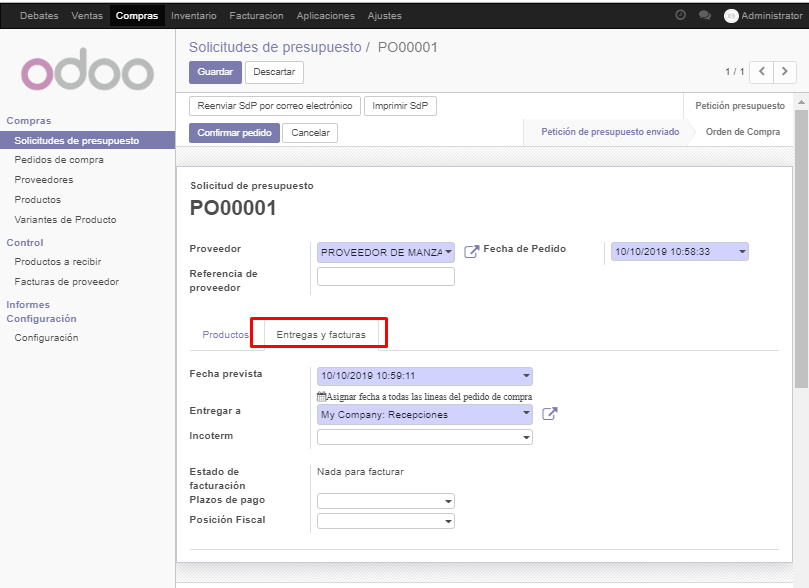 Debates Ventas Compras Inventario Facturacion Aplicaciones Ajustes Administrator
odoo
Solicitudes de presupuesto / PO00001
Guardar Descartar 1 / 1
Reenviar SdP por correo electrónico Imprimir SdP Petición presupuesto
Confirmar pedido Cancelar Petición de presupuesto enviado Orden de Compra
Compras
Solicitudes de presupuesto
Pedidos de compra
Proveedores
Productos
Variantes de Producto
Control
Productos a recibir
Facturas de proveedor
Informes
Configuración
Configuración
Solicitud de presupuesto
PO00001
Proveedor PROVEEDOR DE MANZA Fecha de Pedido 10/10/2019 10:58:33
Referencia de
proveedor
Productos Entregas y facturas
Fecha prevista 10/10/2019 10:59:11
Asignar fecha a todas las lineas del pedido de compra
Entregar a My Company: Recepciones
Incoterm
Estado de
facturación Nada para facturar
Plazos de pago
Posición Fiscal